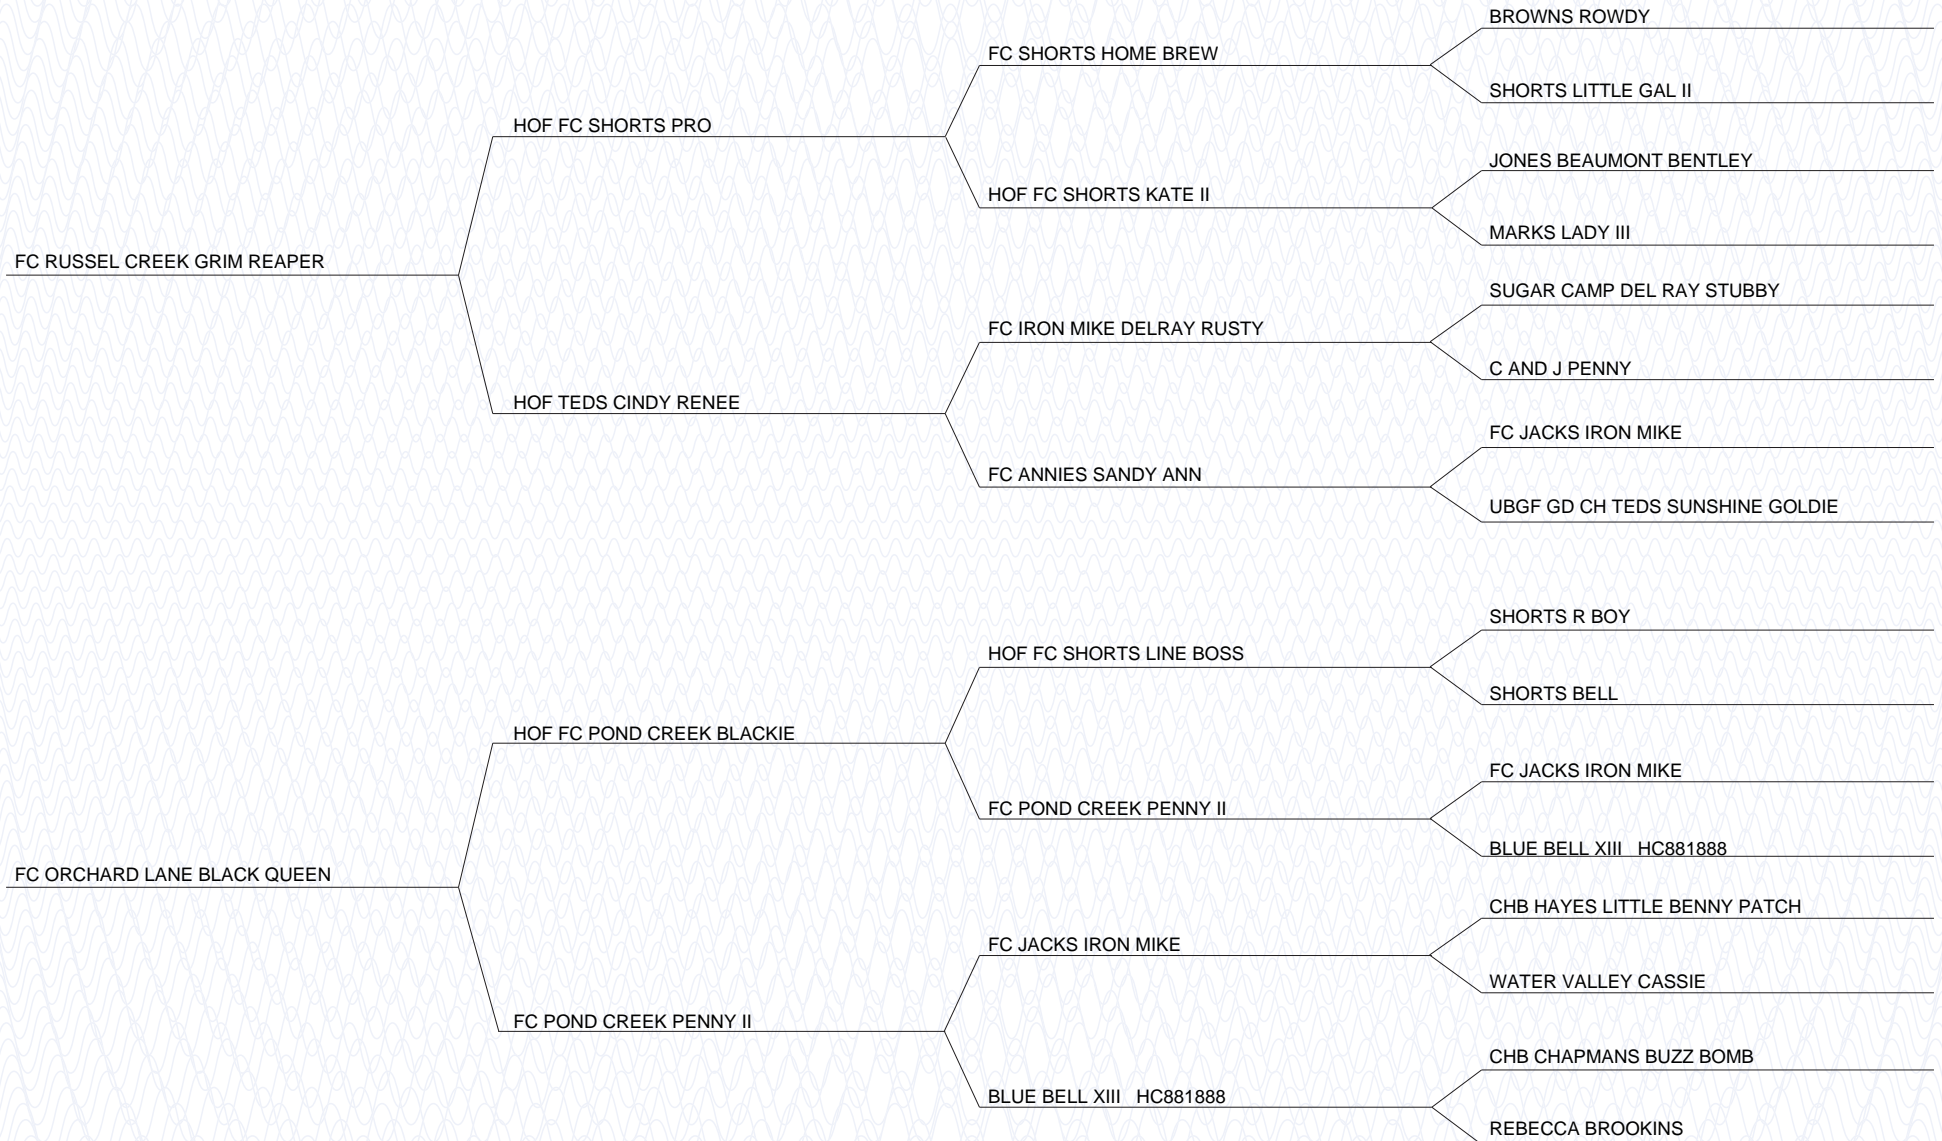 BROWNS ROWDY
FC SHORTS HOME BREW
SHORTS LITTLE GAL II
HOF FC SHORTS PRO
JONES BEAUMONT BENTLEY
HOF FC SHORTS KATE II
MARKS LADY III
FC RUSSEL CREEK GRIM REAPER
SUGAR CAMP DEL RAY STUBBY
FC IRON MIKE DELRAY RUSTY
C AND J PENNY
HOF TEDS CINDY RENEE
FC JACKS IRON MIKE
FC ANNIES SANDY ANN
UBGF GD CH TEDS SUNSHINE GOLDIE
SHORTS R BOY
HOF FC SHORTS LINE BOSS
SHORTS BELL
HOF FC POND CREEK BLACKIE
FC JACKS IRON MIKE
FC POND CREEK PENNY II
BLUE BELL XIII HC881888
FC ORCHARD LANE BLACK QUEEN
CHB HAYES LITTLE BENNY PATCH
FC JACKS IRON MIKE
WATER VALLEY CASSIE
FC POND CREEK PENNY II
CHB CHAPMANS BUZZ BOMB
BLUE BELL XIII HC881888
REBECCA BROOKINS